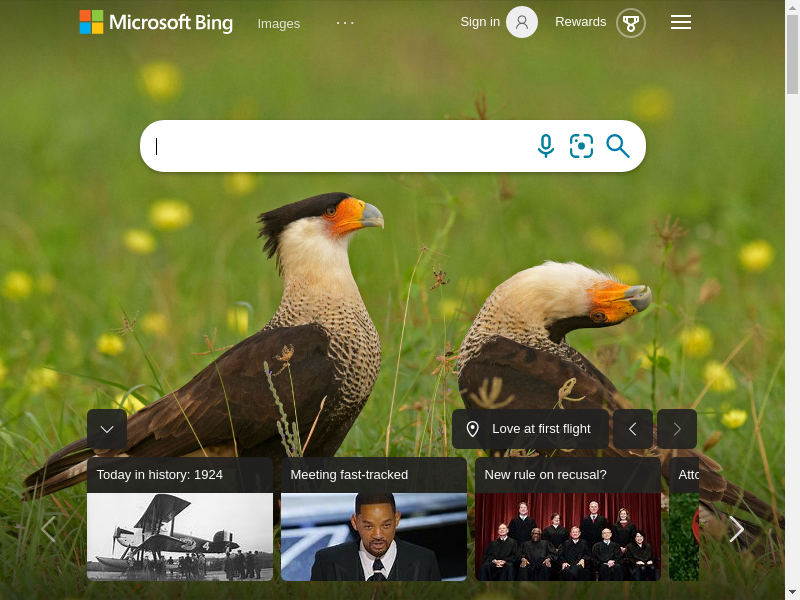 Microsoft Bing
Images
Sign in
Rewards
Love at first flight
Today in history: 1924
Meeting fast-tracked
New rule on recusal?
Atto